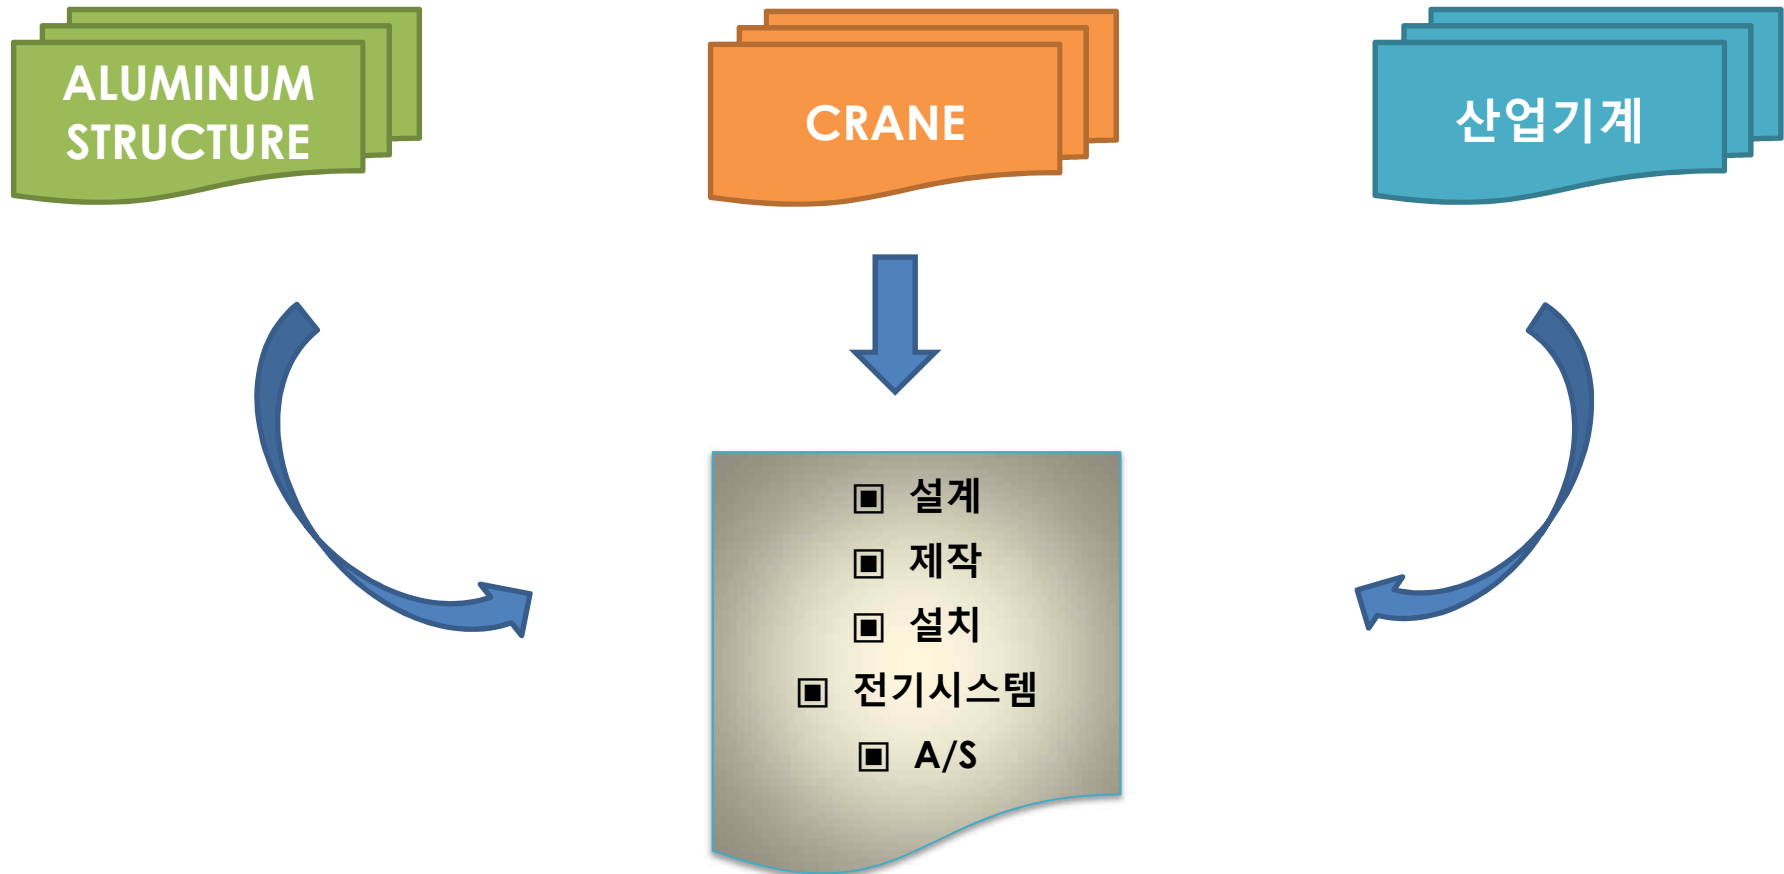 ALUMINUM
STRUCTURE
CRANE
산업기계
▣ 설계
▣ 제작
▣ 설치
▣ 전기시스템
▣ A/S